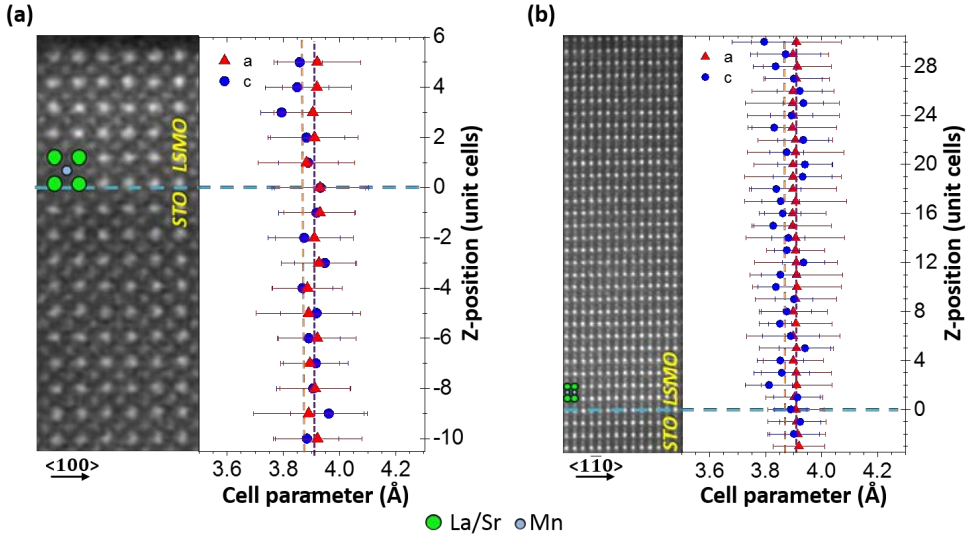 (a)
STO LSMO
a
c
6
4
2
0
-2
-4
-6
-8
-10
Z-position (unit cells)
3.6 3.8 4.0 4.2
Cell parameter (Å)
<100>
(b)
STO LSMO
a
c
28
24
20
16
12
8
4
0
Z-position (unit cells)
3.6 3.8 4.0 4.2
Cell parameter (Å)
<11̅0>
La/Sr Mn